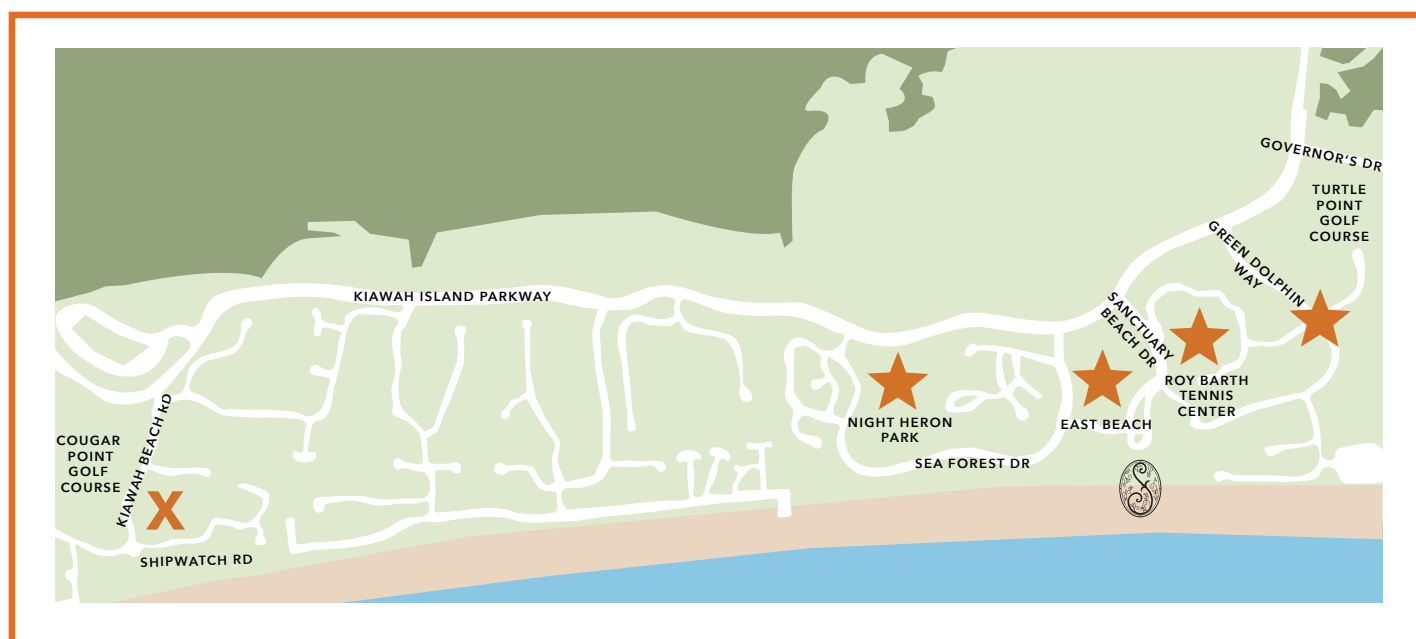 GOVERNOR'S DR
TURTLE
POINT
GOLF
COURSE
GREEN DOLPHIN
WAY
KIAWAH ISLAND PARKWAY
SANCTUARY
BEACH DR
ROY BARTH
TENNIS
CENTER
NIGHT HERON
PARK
EAST BEACH
SEA FOREST DR
COUGAR
POINT
GOLF
COURSE
KIAWAH BEACH RD
X
SHIPWATCH RD